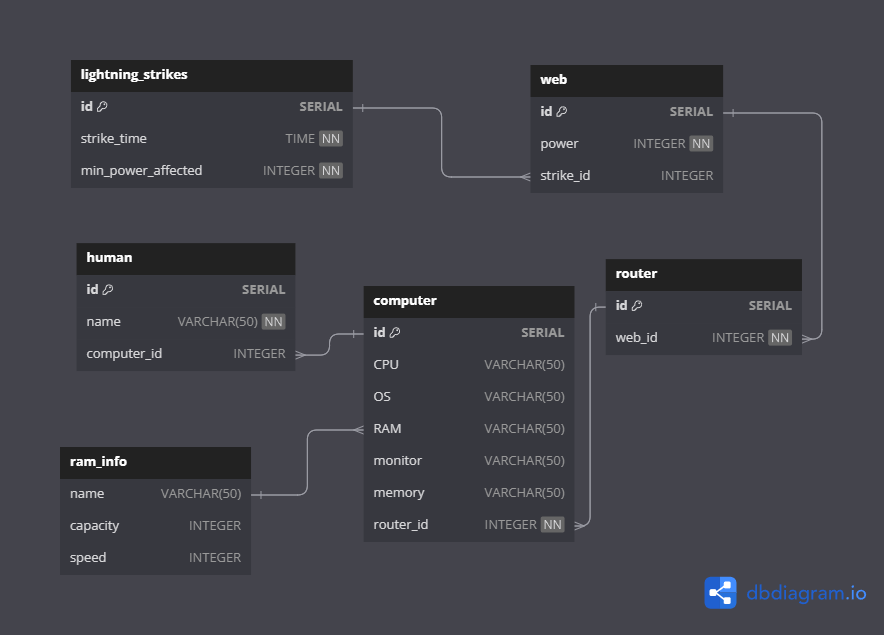 lightning_strikes
id SERIAL
strike_time TIME NN
min_power_affected INTEGER NN
web
id SERIAL
power INTEGER NN
strike_id INTEGER
human
id SERIAL
name VARCHAR(50) NN
computer_id INTEGER
computer
id SERIAL
CPU VARCHAR(50)
OS VARCHAR(50)
RAM VARCHAR(50)
monitor VARCHAR(50)
memory VARCHAR(50)
router_id INTEGER NN
router
id SERIAL
web_id INTEGER NN
ram_info
name VARCHAR(50)
capacity INTEGER
speed INTEGER
dbdiagram.io